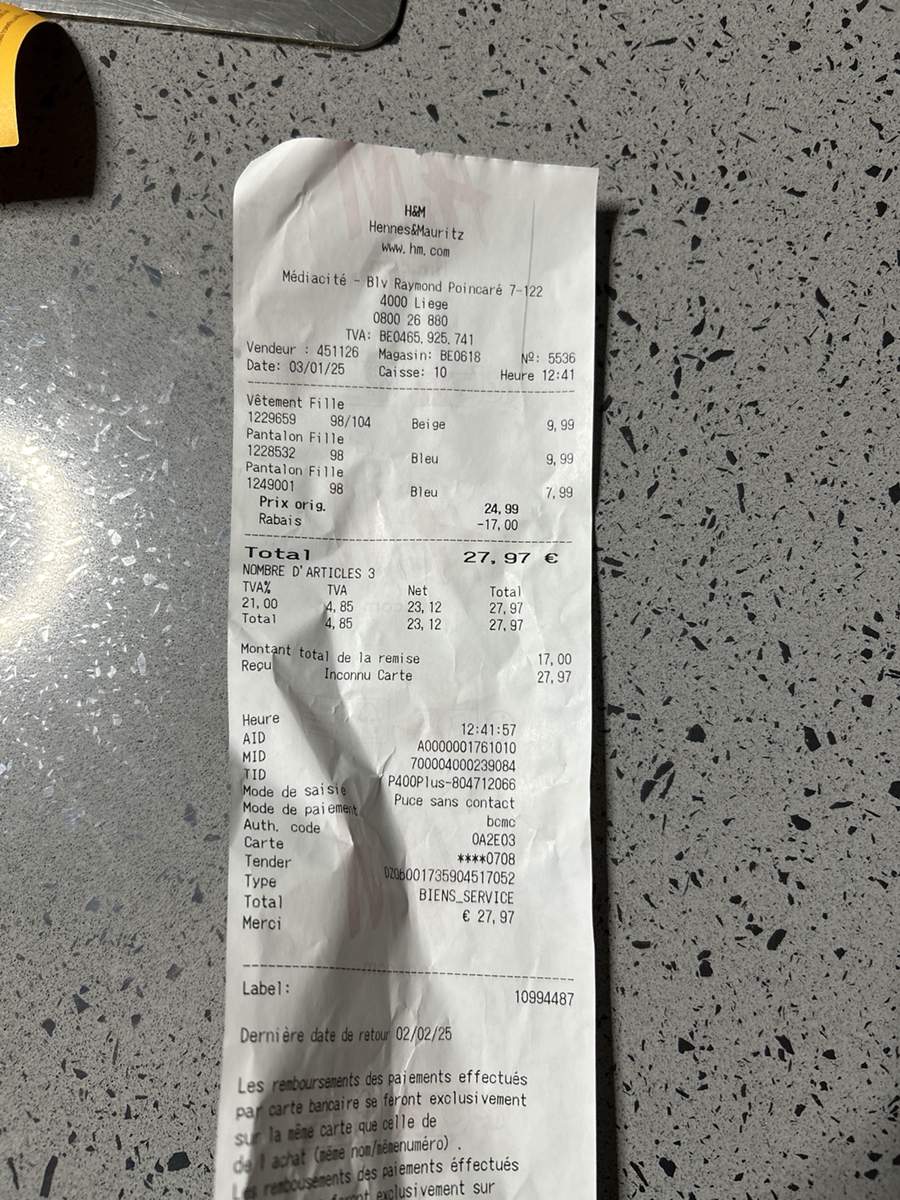 H&M
Hennes&Mauritz
www.hm.com
Médiacité - Blv Raymond Poincaré 7-122
4000 Liege
0800 26 880
TVA: BE0465.925.741
Vendeur : 451126 Magasin: BE0618 Nº: 5536
Date: 03/01/25 Caisse: 10 Heure 12:41
Vêtement Fille
1229659 98/104 Beige 9,99
Pantalon Fille
1228532 98 Bleu 9,99
Pantalon Fille
1249001 98 Bleu 7,99
Prix orig. 24,99
Rabais -17,00
Total 27,97 €
NOMBRE D'ARTICLES 3
TVA% TVA Net Total
21,00 4,85 23,12 27,97
Total 4,85 23,12 27,97
Montant total de la remise 17,00
Reçu Inconnu Carte 27,97
Heure 12:41:57
AID A0000001761010
MID 700004000239084
TID P400Plus-804712066
Mode de saisie Puce sans contact
Mode de paiement bcmc
Auth. code 0A2E03
Carte ****0708
Tender 001735904517052
Type BIENS_SERVICE
Total € 27,97
Merci
Label: 10994487
Dernière date de retour 02/02/25
Les remboursements des paiements effectués
par carte bancaire se feront exclusivement
sur la même carte que celle de
de l achat (même nom/mêmenuméro) .
Les rembousements des paiements éffectués
feront exclusivement sur